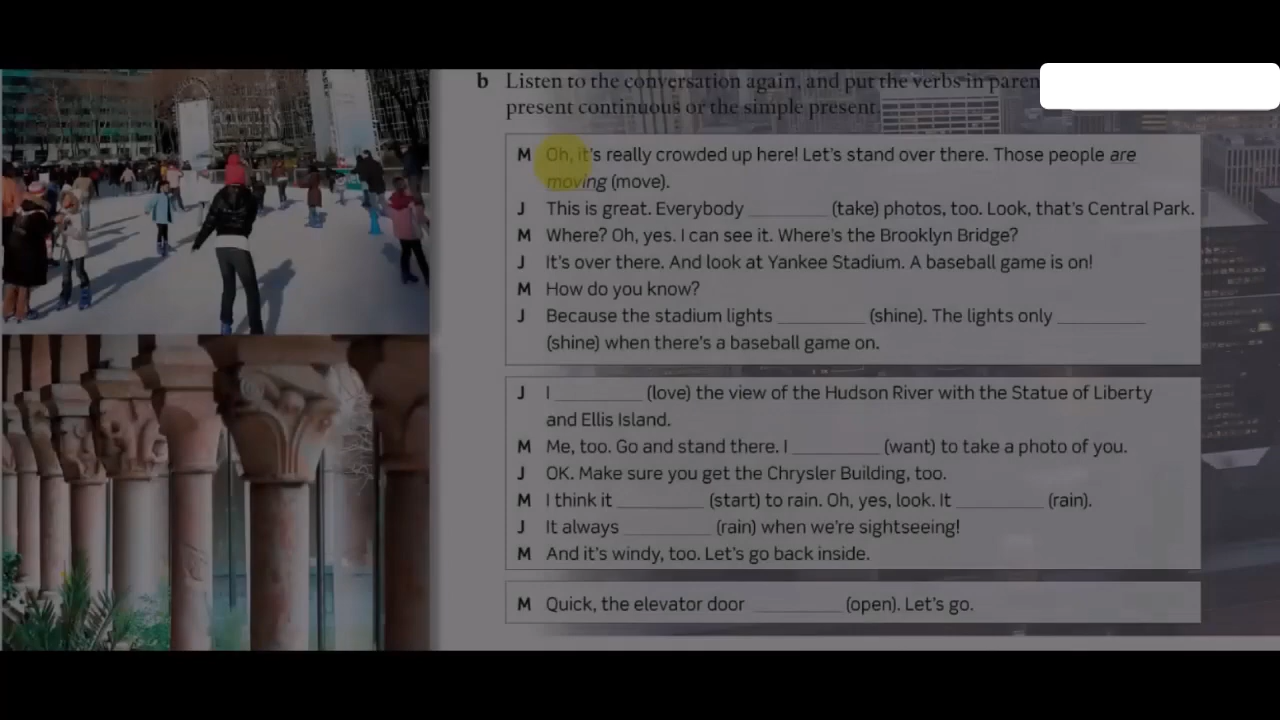 b Listen to the conversation again, and put the verbs in paren
present continuous or the simple present.
M Oh, it's really crowded up here! Let's stand over there. Those people are
moving (move).
J This is great. Everybody ________ (take) photos, too. Look, that's Central Park.
M Where? Oh, yes. I can see it. Where's the Brooklyn Bridge?
J It's over there. And look at Yankee Stadium. A baseball game is on!
M How do you know?
J Because the stadium lights ________ (shine). The lights only ________
(shine) when there's a baseball game on.
J I ________ (love) the view of the Hudson River with the Statue of Liberty
and Ellis Island.
M Me, too. Go and stand there. I ________ (want) to take a photo of you.
J OK. Make sure you get the Chrysler Building, too.
M I think it ________ (start) to rain. Oh, yes, look. It ________ (rain).
J It always ________ (rain) when we're sightseeing!
M And it's windy, too. Let's go back inside.
M Quick, the elevator door ________ (open). Let's go.